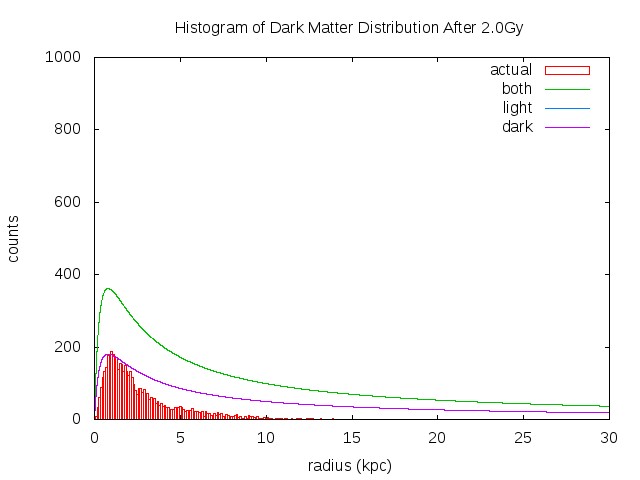 Histogram of Dark Matter Distribution After 2.0Gy
1000
800
600
400
200
0
counts
actual
both
light
dark
0 5 10 15 20 25 30
radius (kpc)